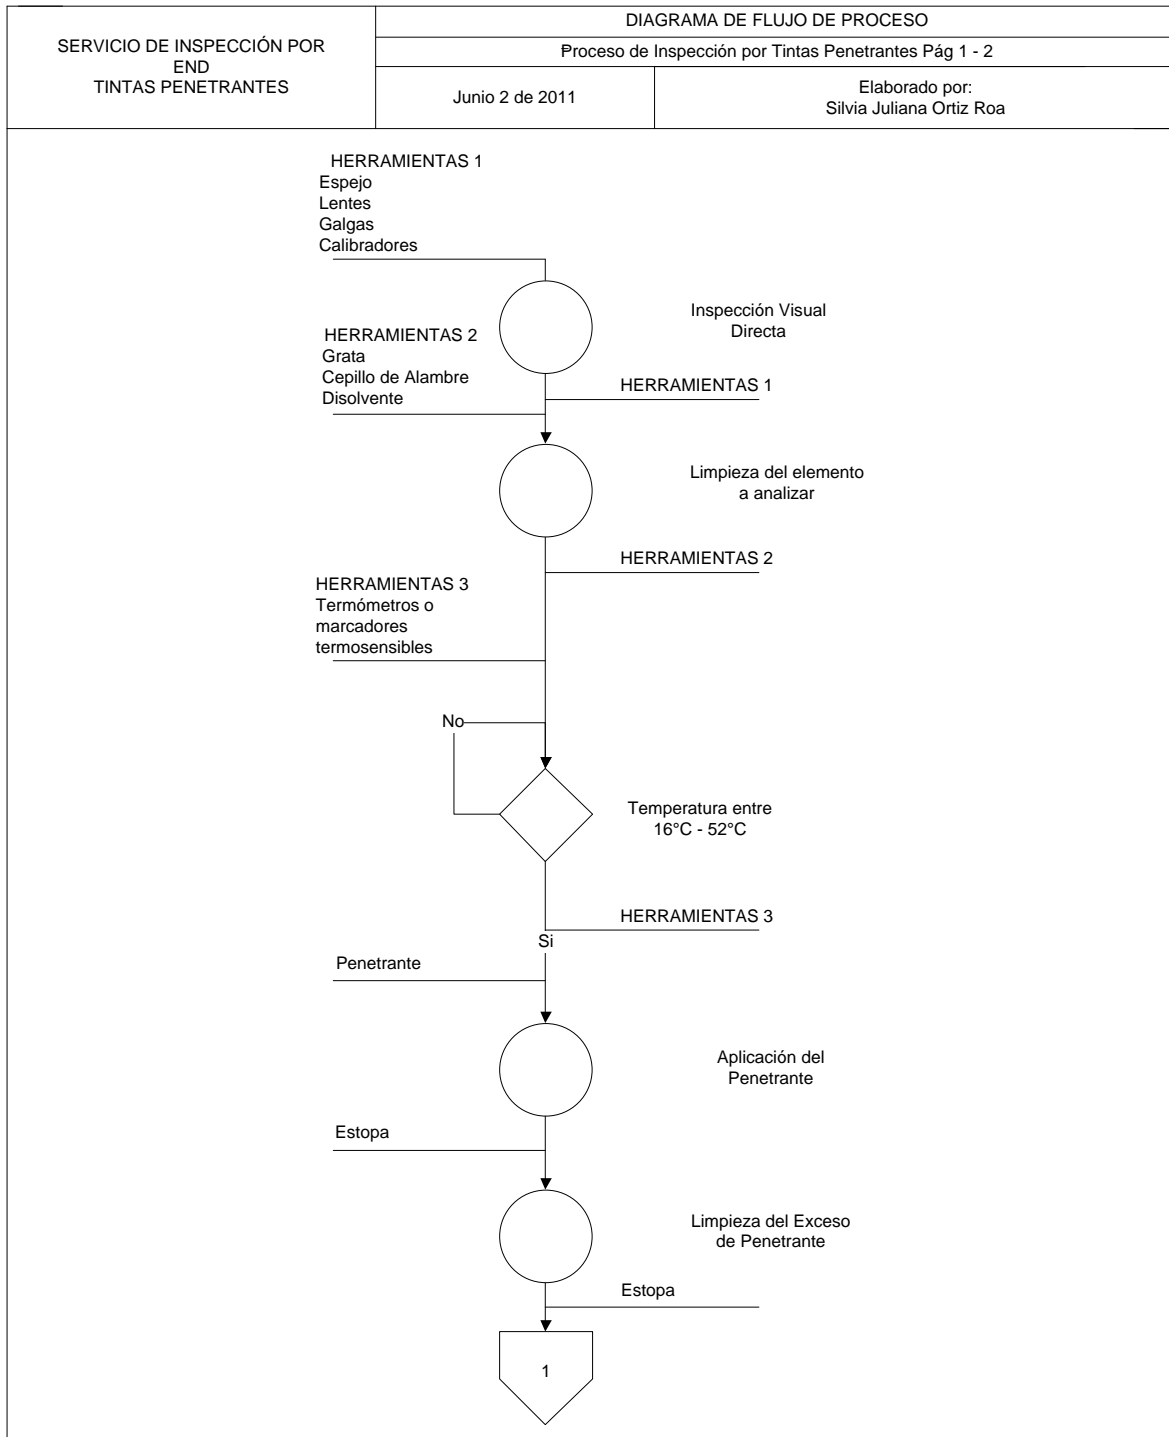 SERVICIO DE INSPECCIÓN POR
END
TINTAS PENETRANTES
DIAGRAMA DE FLUJO DE PROCESO
Proceso de Inspección por Tintas Penetrantes Pág 1 - 2
Junio 2 de 2011
Elaborado por:
Silvia Juliana Ortiz Roa
HERRAMIENTAS 1
Espejo
Lentes
Galgas
Calibradores
Inspección Visual
Directa
HERRAMIENTAS 2
Grata
Cepillo de Alambre
Disolvente
HERRAMIENTAS 1
Limpieza del elemento
a analizar
HERRAMIENTAS 2
HERRAMIENTAS 3
Termómetros o
marcadores
termosensibles
No
Temperatura entre
16°C - 52°C
HERRAMIENTAS 3
Si
Penetrante
Aplicación del
Penetrante
Estopa
Limpieza del Exceso
de Penetrante
Estopa
1